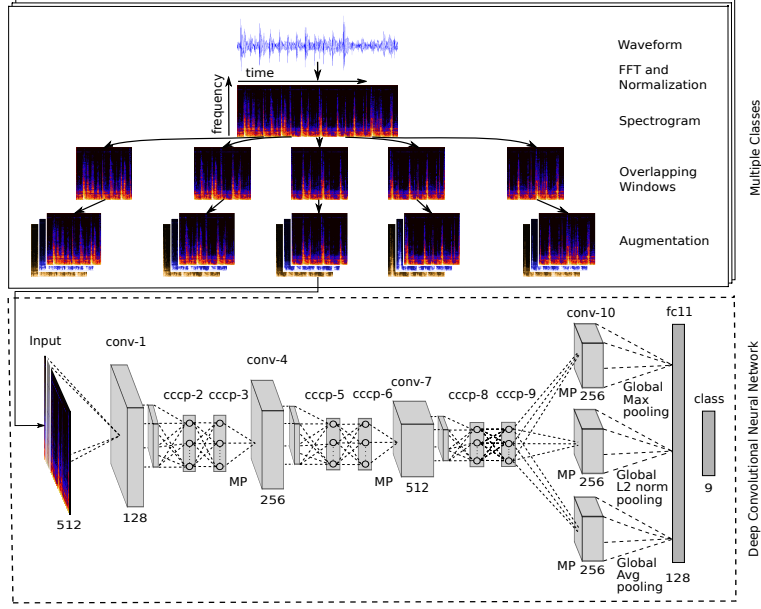 Waveform
FFT and
Normalization
time
frequency
Spectrogram
Overlapping
Windows
Augmentation
Multiple Classes
Input
conv-1
cccp-2
cccp-3
conv-4
cccp-5
cccp-6
conv-7
cccp-8
cccp-9
conv-10
fc11
class
512
128
MP
256
MP
512
MP
256
Global
Max
pooling
MP
256
Global
L2 norm
pooling
MP
256
Global
Avg
pooling
128
9
Deep Convolutional Neural Network